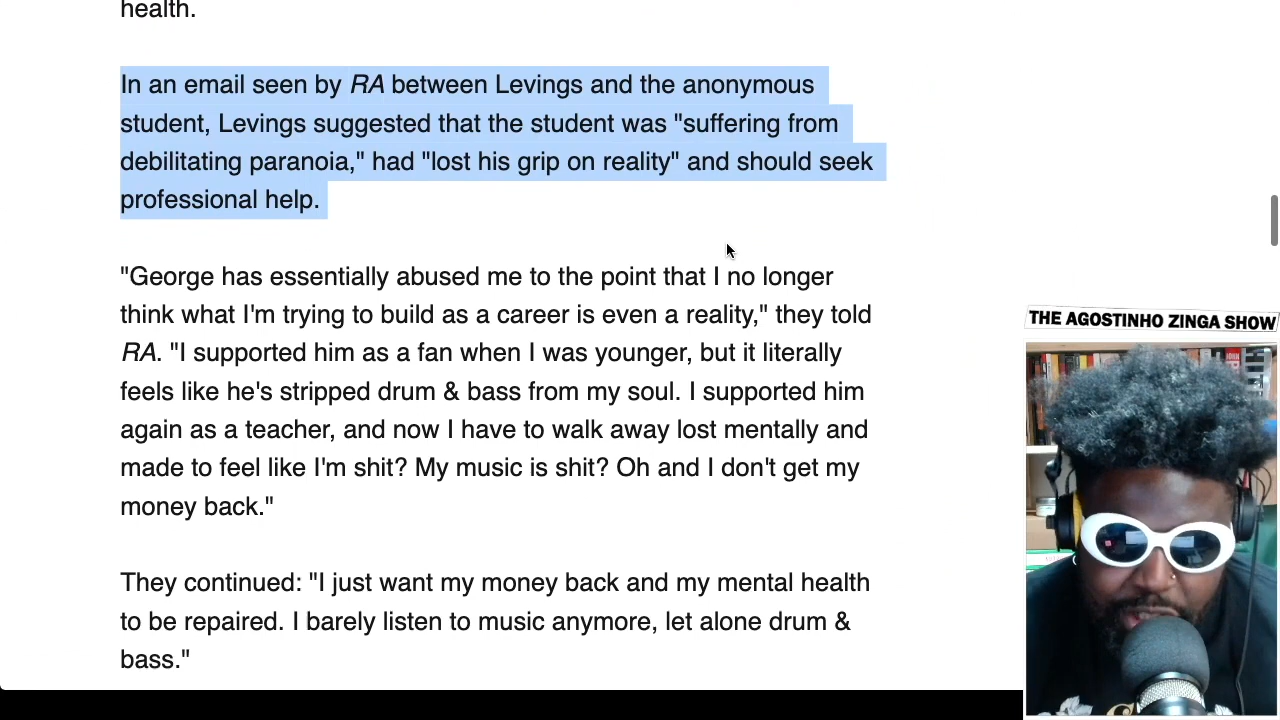 health.
In an email seen by RA between Levings and the anonymous
student, Levings suggested that the student was "suffering from
debilitating paranoia," had "lost his grip on reality" and should seek
professional help.
"George has essentially abused me to the point that I no longer
think what I'm trying to build as a career is even a reality," they told
RA. "I supported him as a fan when I was younger, but it literally
feels like he's stripped drum & bass from my soul. I supported him
again as a teacher, and now I have to walk away lost mentally and
made to feel like I'm shit? My music is shit? Oh and I don't get my
money back."
They continued: "I just want my money back and my mental health
to be repaired. I barely listen to music anymore, let alone drum &
bass."
THE AGOSTINHO ZINGA SHOW